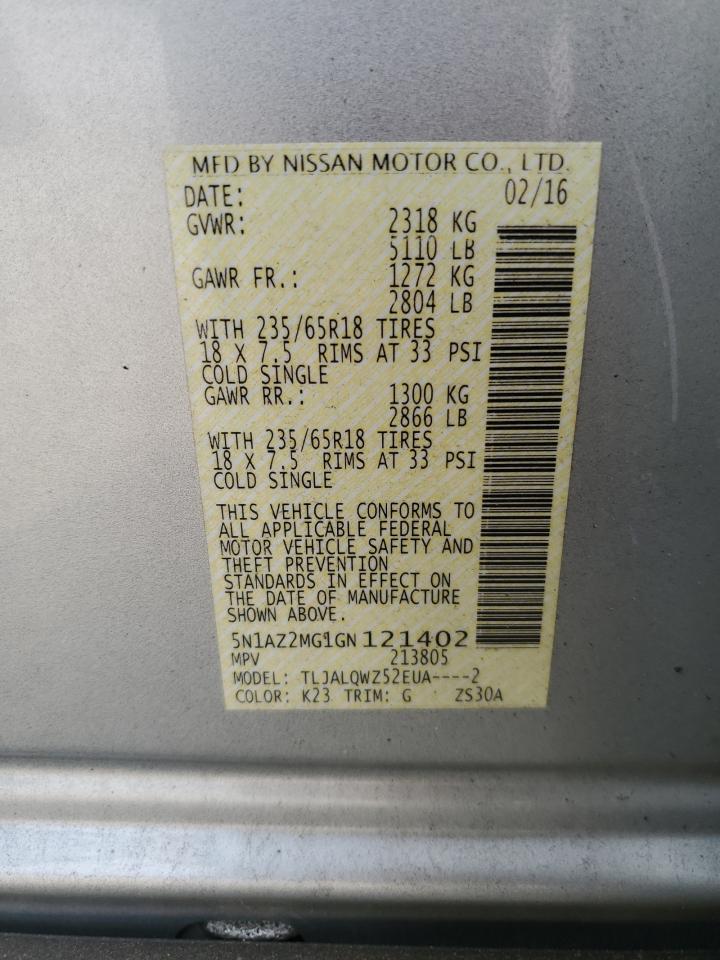 MFD BY NISSAN MOTOR CO., LTD.
DATE: 02/16
GVWR: 2318 KG
5110 LB
GAWR FR.: 1272 KG
2804 LB
WITH 235/65R18 TIRES
18 X 7.5 RIMS AT 33 PSI
COLD SINGLE
GAWR RR.: 1300 KG
2866 LB
WITH 235/65R18 TIRES
18 X 7.5 RIMS AT 33 PSI
COLD SINGLE
THIS VEHICLE CONFORMS TO
ALL APPLICABLE FEDERAL
MOTOR VEHICLE SAFETY AND
THEFT PREVENTION
STANDARDS IN EFFECT ON
THE DATE OF MANUFACTURE
SHOWN ABOVE.
5N1AZ2MG1GN121402
MPV 213805
MODEL: TLJALQWZ52EUA----2
COLOR: K23 TRIM: G ZS30A